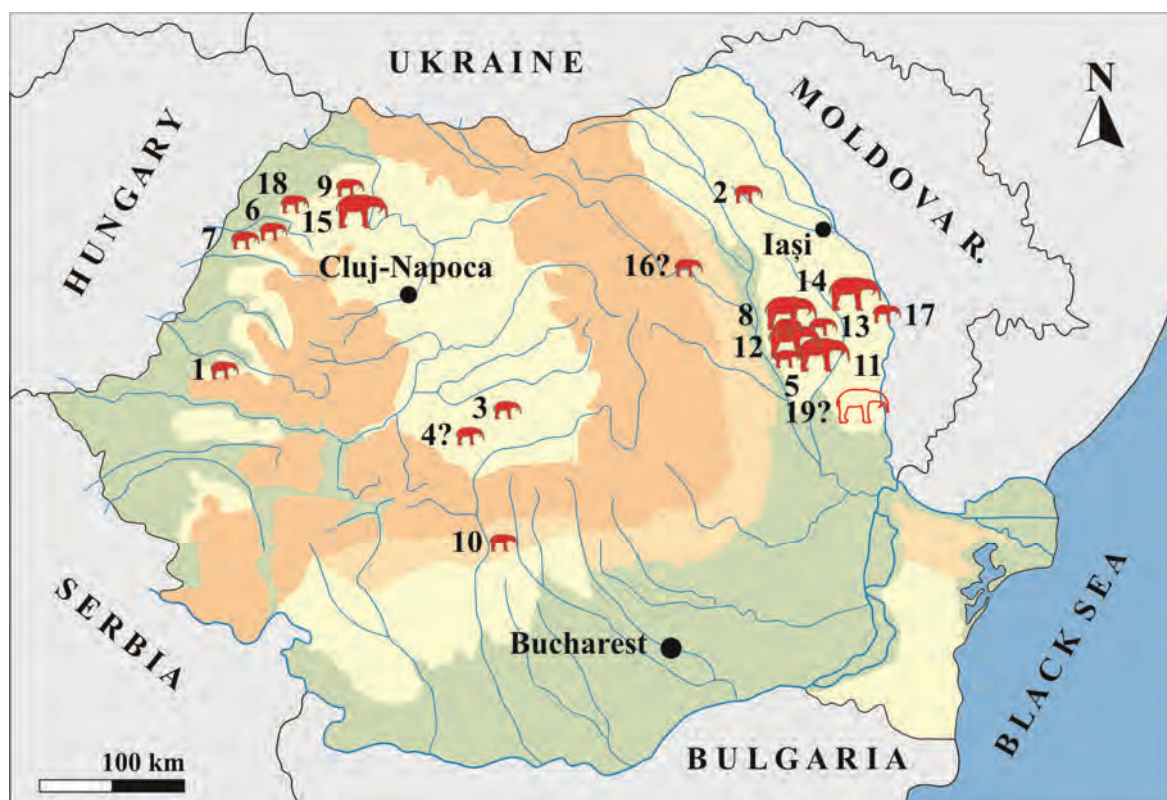 UKRAINE
N
HUNGARY
MOLDOVA R.
18
9
2
6
15
7
Iași
Cluj-Napoca
16?
14
8
13
17
12
1
11
5
3
19?
4?
10
SERBIA
Bucharest
BLACK SEA
BULGARIA
100 km